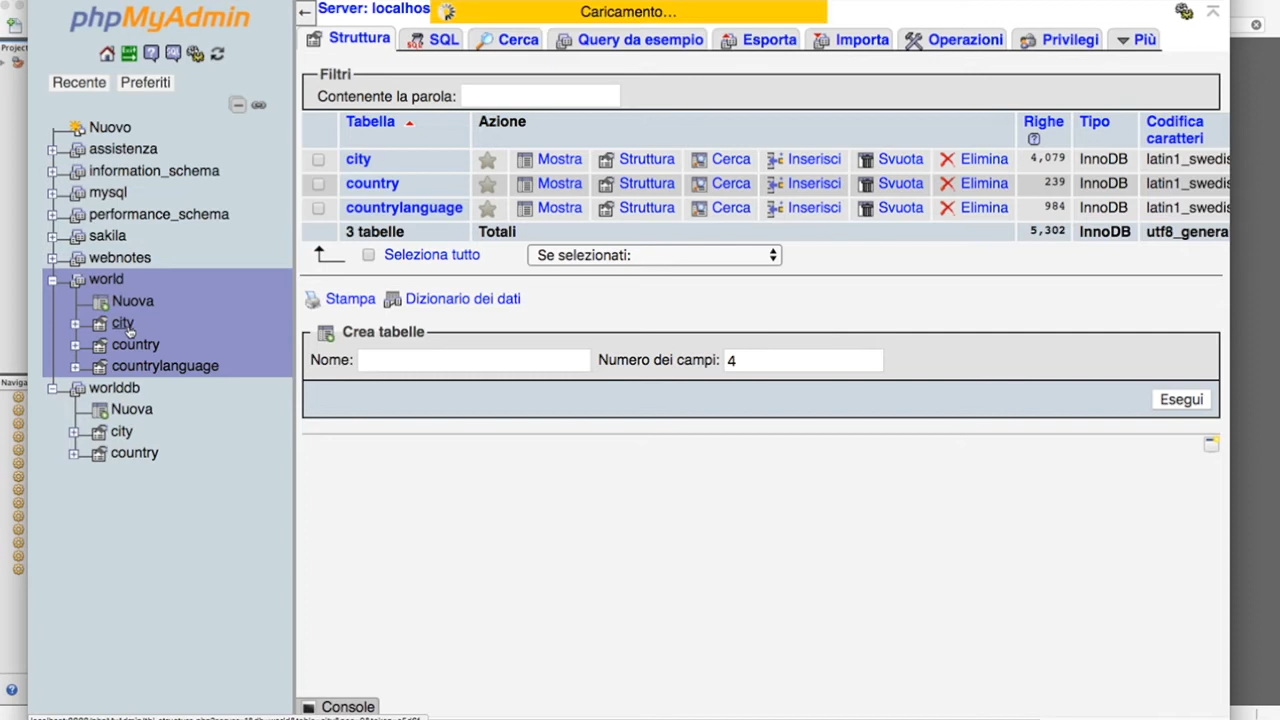 phpMyAdmin
Recente Preferiti
Nuovo
assistenza
information_schema
mysql
performance_schema
sakila
webnotes
world
Nuova
city
country
countrylanguage
worlddb
Nuova
city
country
Server: localhos
Caricamento…
Struttura SQL Cerca Query da esempio Esporta Importa Operazioni Privilegi Più
Filtri
Contenente la parola:
Tabella Azione Righe Tipo Codifica caratteri
city Mostra Struttura Cerca Inserisci Svuota Elimina 4,079 InnoDB latin1_swedis
country Mostra Struttura Cerca Inserisci Svuota Elimina 239 InnoDB latin1_swedis
countrylanguage Mostra Struttura Cerca Inserisci Svuota Elimina 984 InnoDB latin1_swedis
3 tabelle Totali 5,302 InnoDB utf8_genera
Seleziona tutto Se selezionati:
Stampa Dizionario dei dati
Crea tabelle
Nome: Numero dei campi: 4
Esegui
Console
Project
Naviga